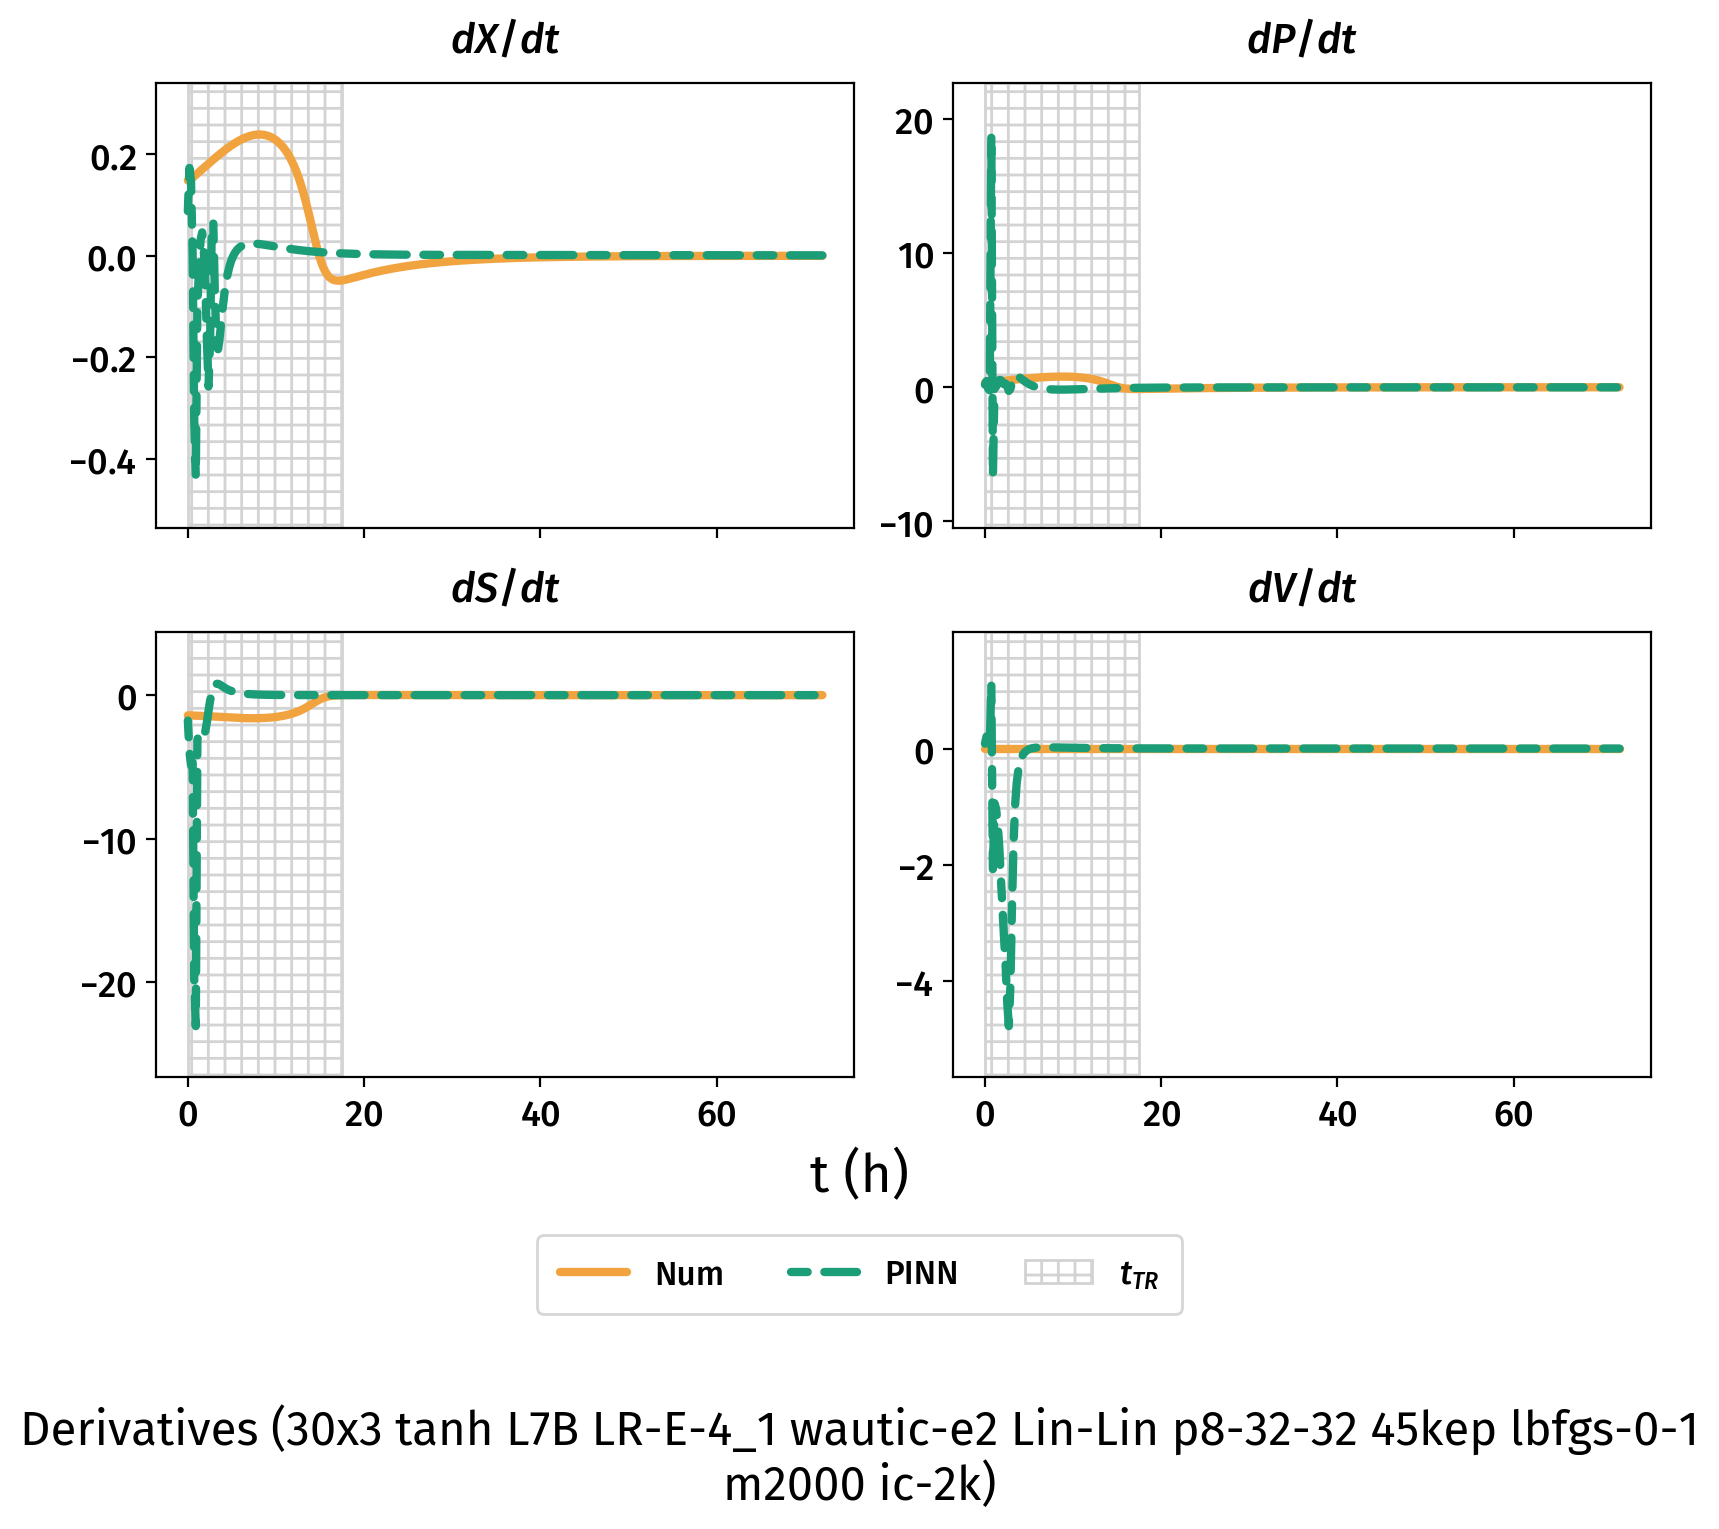 dX/dt
dP/dt
0.2
0.0
−0.2
−0.4
20
10
0
−10
dS/dt
dV/dt
0
−10
−20
0
−2
−4
0 20 40 60
0 20 40 60
t (h)
Num PINN t_TR
Derivatives (30x3 tanh L7B LR-E-4_1 wautic-e2 Lin-Lin p8-32-32 45kep lbfgs-0-1
m2000 ic-2k)